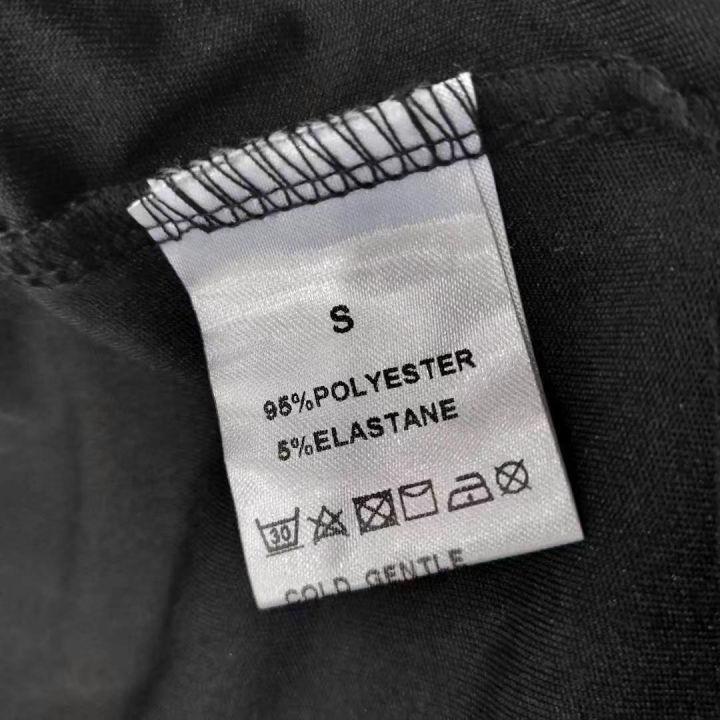 S
95%POLYESTER
5%ELASTANE
30
COLD GENTLE